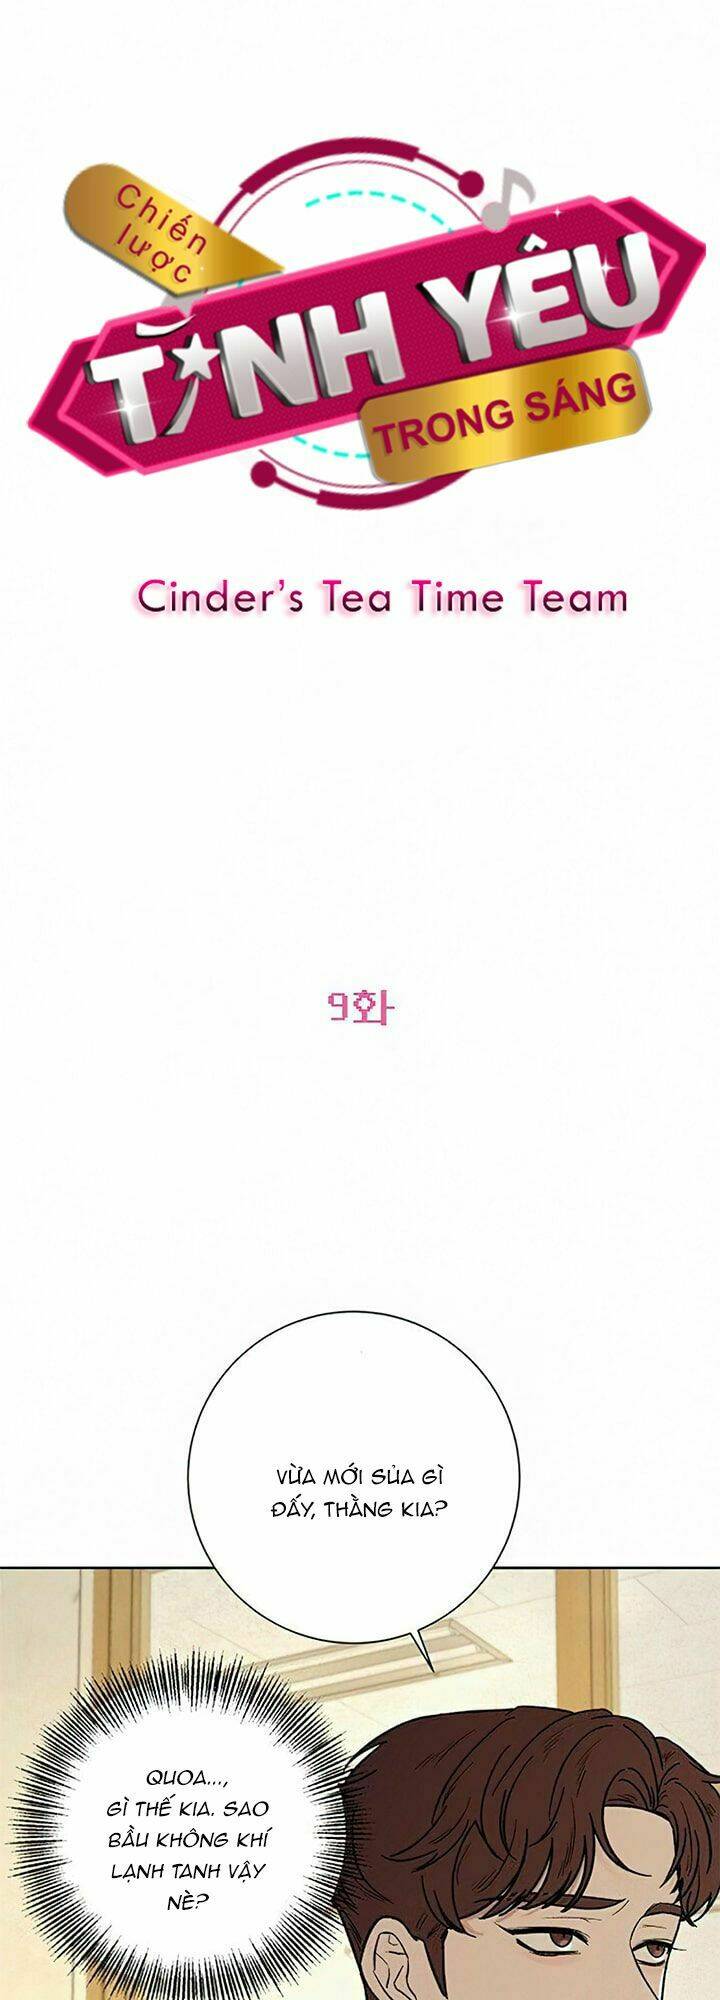 Chiến
lược
TÌNH YÊU
TRONG SÁNG
Cinder's Tea Time Team
9화
VỪA MỚI SỦA GÌ
ĐẤY, THẰNG KIA?
QUOA...,
GÌ THẾ KIA. SAO
BẦU KHÔNG KHÍ
LẠNH TANH VẬY
NÈ?